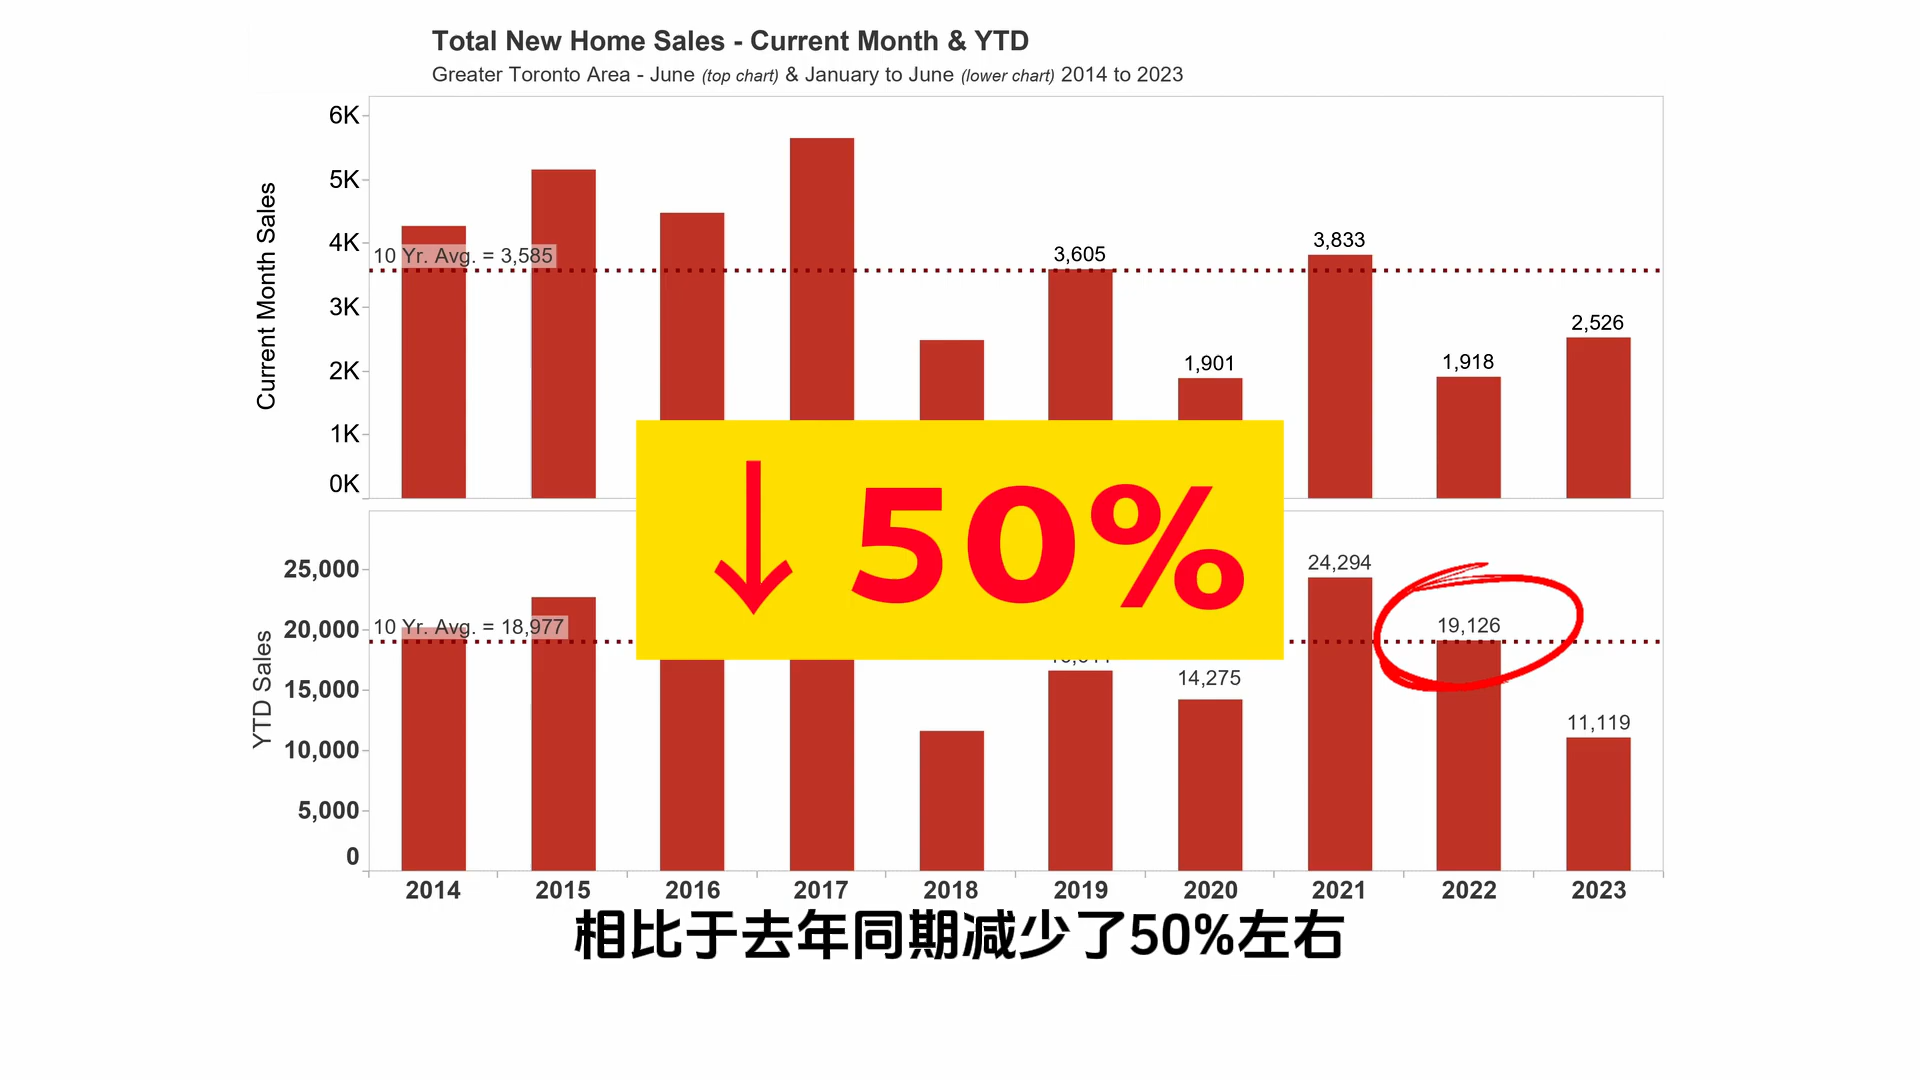 Total New Home Sales - Current Month & YTD
Greater Toronto Area - June (top chart) & January to June (lower chart) 2014 to 2023
Current Month Sales
6K
5K
4K
3K
2K
1K
0K
10 Yr. Avg. = 3,585
3,605
1,901
3,833
1,918
2,526
↓ 50%
YTD Sales
25,000
20,000
15,000
10,000
5,000
0
10 Yr. Avg. = 18,977
14,275
24,294
19,126
11,119
2014 2015 2016 2017 2018 2019 2020 2021 2022 2023
相比于去年同期减少了50%左右